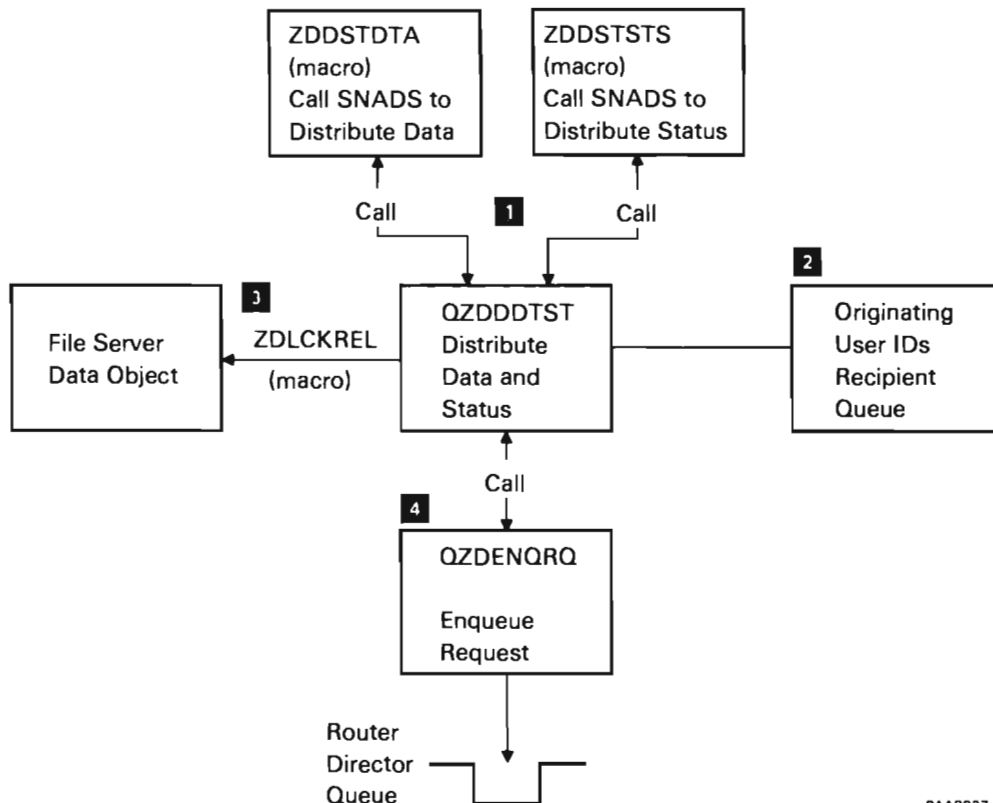 ZDDSTDTA
(macro)
Call SNADS to
Distribute Data
ZDDSTSTS
(macro)
Call SNADS to
Distribute Status
Call
1
Call
2
3
ZDLCKREL
(macro)
File Server
Data Object
QZDDDTST
Distribute
Data and
Status
Originating
User IDs
Recipient
Queue
Call
4
QZDENQRQ
Enqueue
Request
Router
Director
Queue